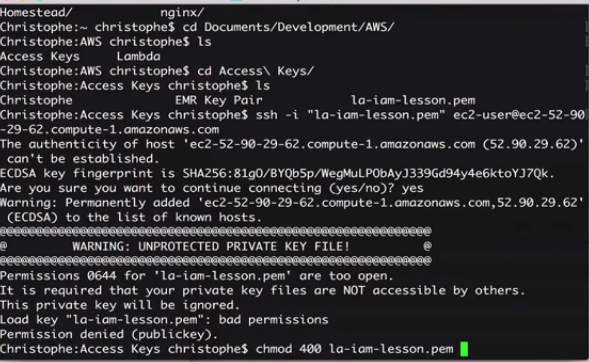 Homestead/ nginx/
Christophe:~ christophe$ cd Documents/Development/AWS/
Christophe:AWS christophe$ ls
Access Keys Lambda
Christophe:AWS christophe$ cd Access\ Keys/
Christophe:Access Keys christophe$ ls
Christophe EMR Key Pair la-iam-lesson.pem
Christophe:Access Keys christophe$ ssh -i "la-iam-lesson.pem" ec2-user@ec2-52-90
-29-62.compute-1.amazonaws.com
The authenticity of host 'ec2-52-90-29-62.compute-1.amazonaws.com (52.90.29.62)'
can't be established.
ECDSA key fingerprint is SHA256:81gO/BYQb5p/WegMuLPObAyJ339Gd94y4e6ktoYJ7Qk.
Are you sure you want to continue connecting (yes/no)? yes
Warning: Permanently added 'ec2-52-90-29-62.compute-1.amazonaws.com,52.90.29.62'
(ECDSA) to the list of known hosts.
@@@@@@@@@@@@@@@@@@@@@@@@@@@@@@@@@@@@@@@@@@@@@@@@@@@@@@@@@@@
@ WARNING: UNPROTECTED PRIVATE KEY FILE! @
@@@@@@@@@@@@@@@@@@@@@@@@@@@@@@@@@@@@@@@@@@@@@@@@@@@@@@@@@@@
Permissions 0644 for 'la-iam-lesson.pem' are too open.
It is required that your private key files are NOT accessible by others.
This private key will be ignored.
Load key "la-iam-lesson.pem": bad permissions
Permission denied (publickey).
Christophe:Access Keys christophe$ chmod 400 la-iam-lesson.pem